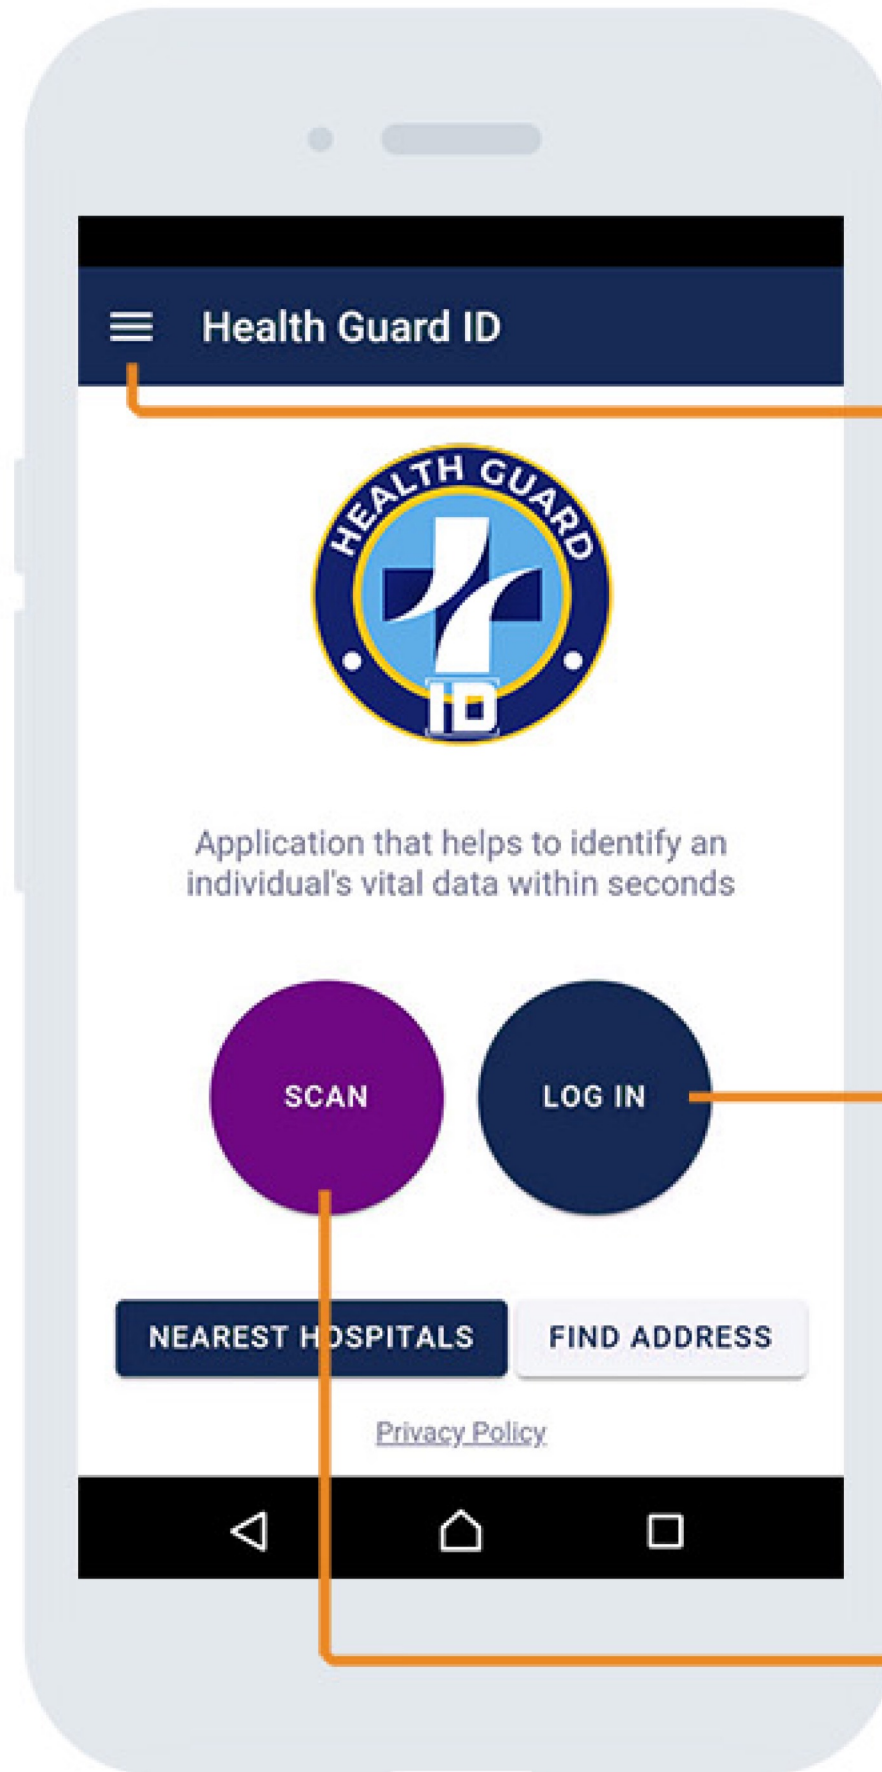 Health Guard ID
HEALTH GUARD
ID
Application that helps to identify an
individual's vital data within seconds
SCAN
LOG IN
NEAREST HOSPITALS
FIND ADDRESS
Privacy Policy